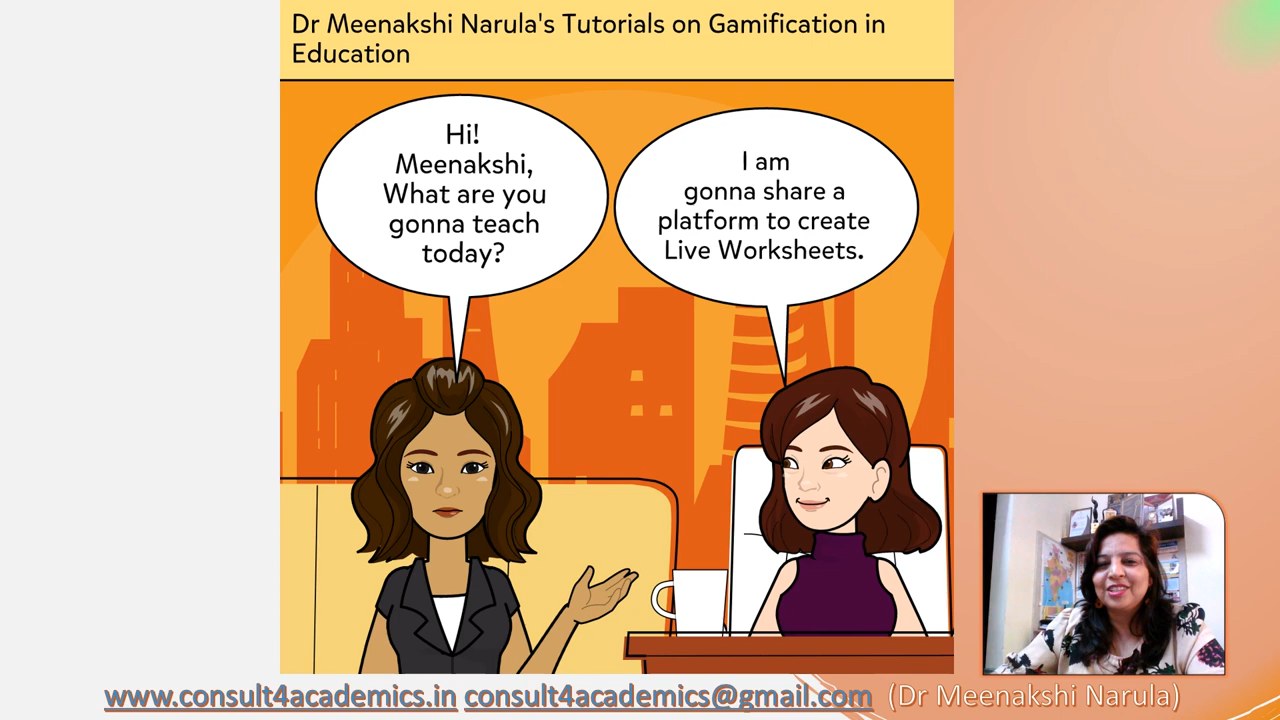 Dr Meenakshi Narula's Tutorials on Gamification in
Education
Hi!
Meenakshi,
What are you
gonna teach
today?
I am
gonna share a
platform to create
Live Worksheets.
www.consult4academics.in consult4academics@gmail.com (Dr Meenakshi Narula)